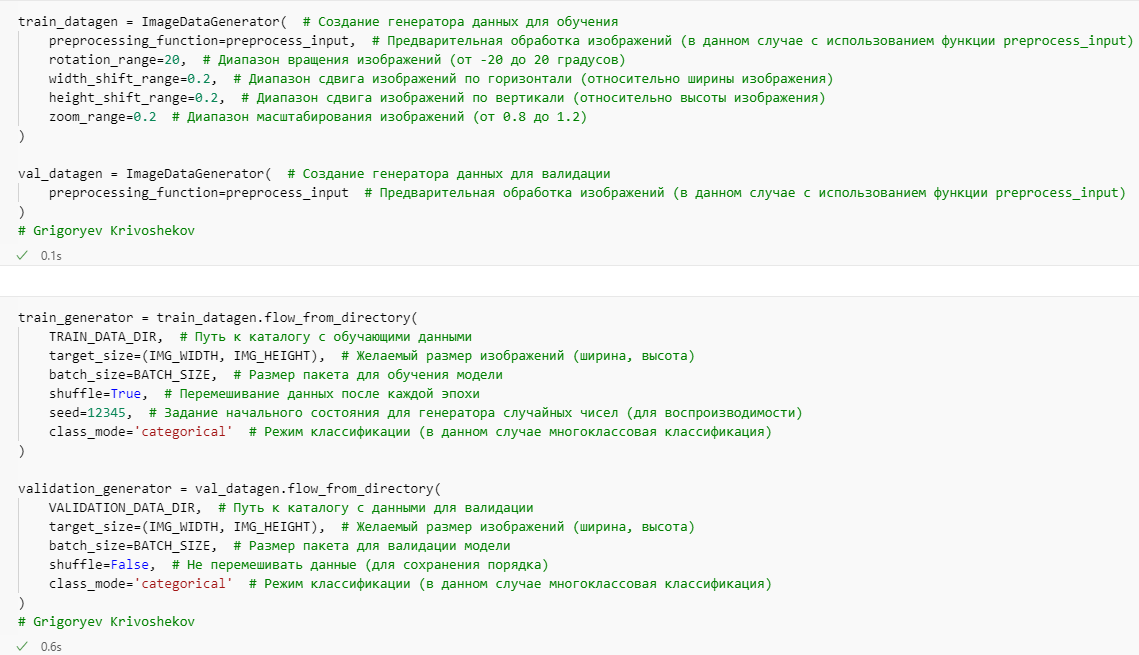 train_datagen = ImageDataGenerator(  # Создание генератора данных для обучения
    preprocessing_function=preprocess_input,  # Предварительная обработка изображений (в данном случае с использованием функции preprocess_input)
    rotation_range=20,  # Диапазон вращения изображений (от -20 до 20 градусов)
    width_shift_range=0.2,  # Диапазон сдвига изображений по горизонтали (относительно ширины изображения)
    height_shift_range=0.2,  # Диапазон сдвига изображений по вертикали (относительно высоты изображения)
    zoom_range=0.2  # Диапазон масштабирования изображений (от 0.8 до 1.2)
)
val_datagen = ImageDataGenerator(  # Создание генератора данных для валидации
    preprocessing_function=preprocess_input  # Предварительная обработка изображений (в данном случае с использованием функции preprocess_input)
)
# Grigoryev Krivoshekov
✓ 0.1s
train_generator = train_datagen.flow_from_directory(
    TRAIN_DATA_DIR,  # Путь к каталогу с обучающими данными
    target_size=(IMG_WIDTH, IMG_HEIGHT),  # Желаемый размер изображений (ширина, высота)
    batch_size=BATCH_SIZE,  # Размер пакета для обучения модели
    shuffle=True,  # Перемешивание данных после каждой эпохи
    seed=12345,  # Задание начального состояния для генератора случайных чисел (для воспроизводимости)
    class_mode='categorical'  # Режим классификации (в данном случае многоклассовая классификация)
)
validation_generator = val_datagen.flow_from_directory(
    VALIDATION_DATA_DIR,  # Путь к каталогу с данными для валидации
    target_size=(IMG_WIDTH, IMG_HEIGHT),  # Желаемый размер изображений (ширина, высота)
    batch_size=BATCH_SIZE,  # Размер пакета для валидации модели
    shuffle=False,  # Не перемешивать данные (для сохранения порядка)
    class_mode='categorical'  # Режим классификации (в данном случае многоклассовая классификация)
)
# Grigoryev Krivoshekov
✓ 0.6s